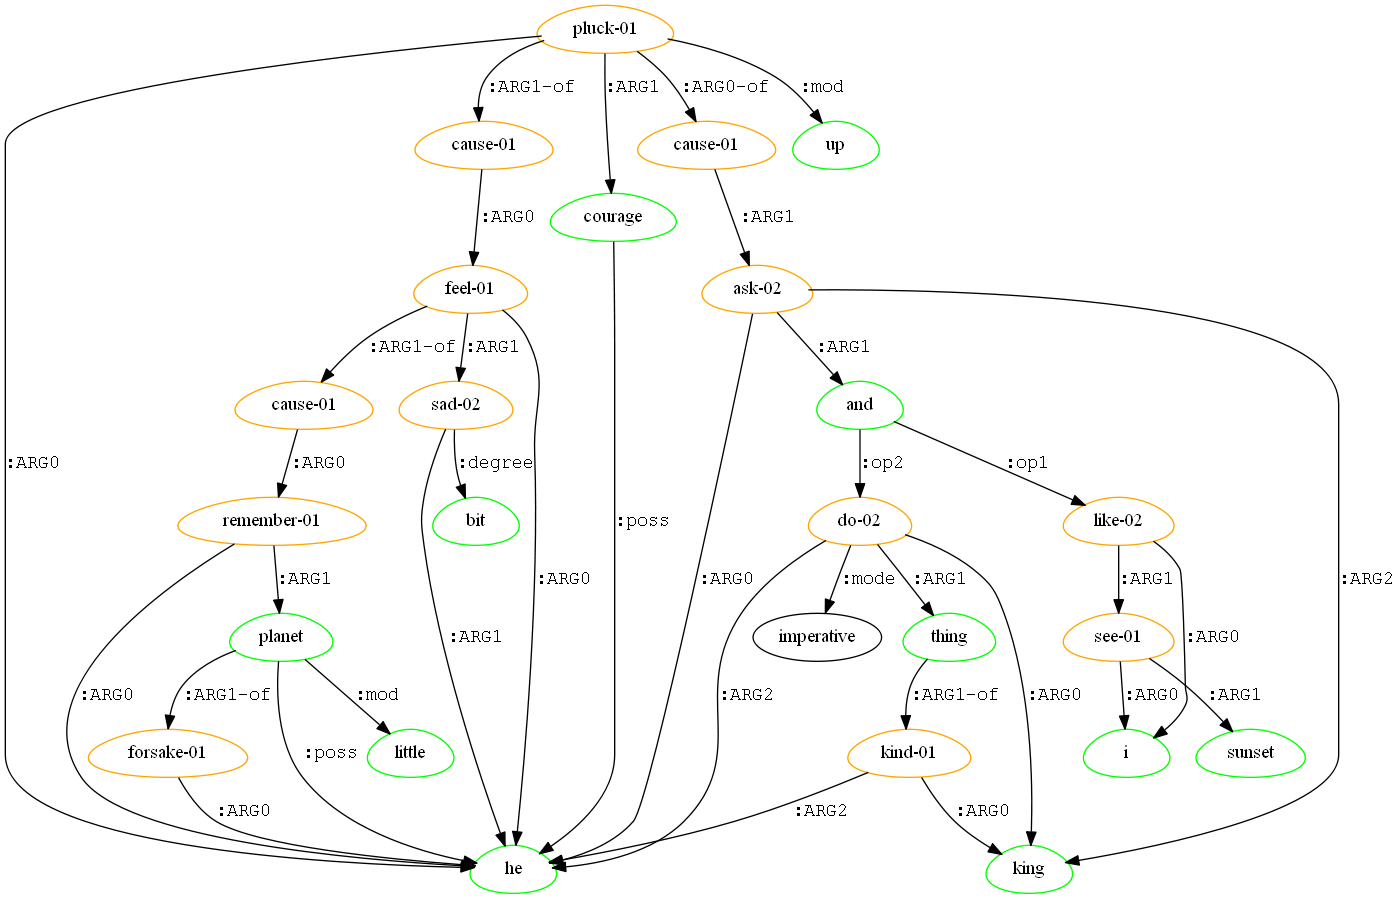 pluck-01
:ARG1-of :ARG1 :ARG0-of :mod
cause-01 cause-01 up
:ARG0 courage :ARG1
feel-01 ask-02
:ARG1-of :ARG1 :ARG1
cause-01 sad-02 and
:ARG0 :ARG0 :degree :op2 :op1
remember-01 bit :poss do-02 like-02
:ARG1 :ARG0 :ARG0 :mode :ARG1 :ARG1 :ARG2
planet :ARG1 imperative thing see-01 :ARG0
:ARG0 :ARG1-of :mod :ARG2 :ARG1-of :ARG0 :ARG0 :ARG1
forsake-01 :poss little kind-01 i sunset
:ARG0 :ARG2 :ARG0
he king